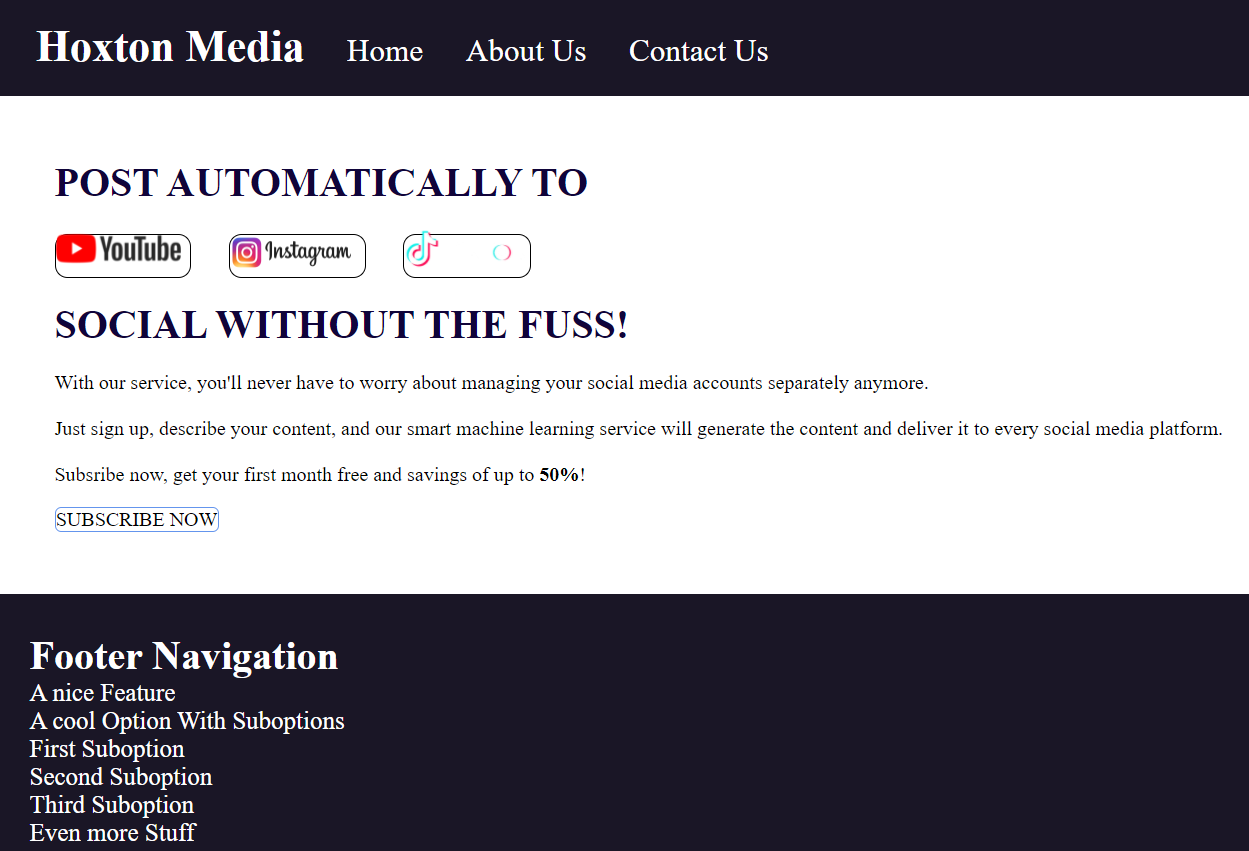 Hoxton Media Home About Us Contact Us
POST AUTOMATICALLY TO
YouTube Instagram
SOCIAL WITHOUT THE FUSS!
With our service, you'll never have to worry about managing your social media accounts separately anymore.
Just sign up, describe your content, and our smart machine learning service will generate the content and deliver it to every social media platform.
Subsribe now, get your first month free and savings of up to 50%!
SUBSCRIBE NOW
Footer Navigation
A nice Feature
A cool Option With Suboptions
First Suboption
Second Suboption
Third Suboption
Even more Stuff